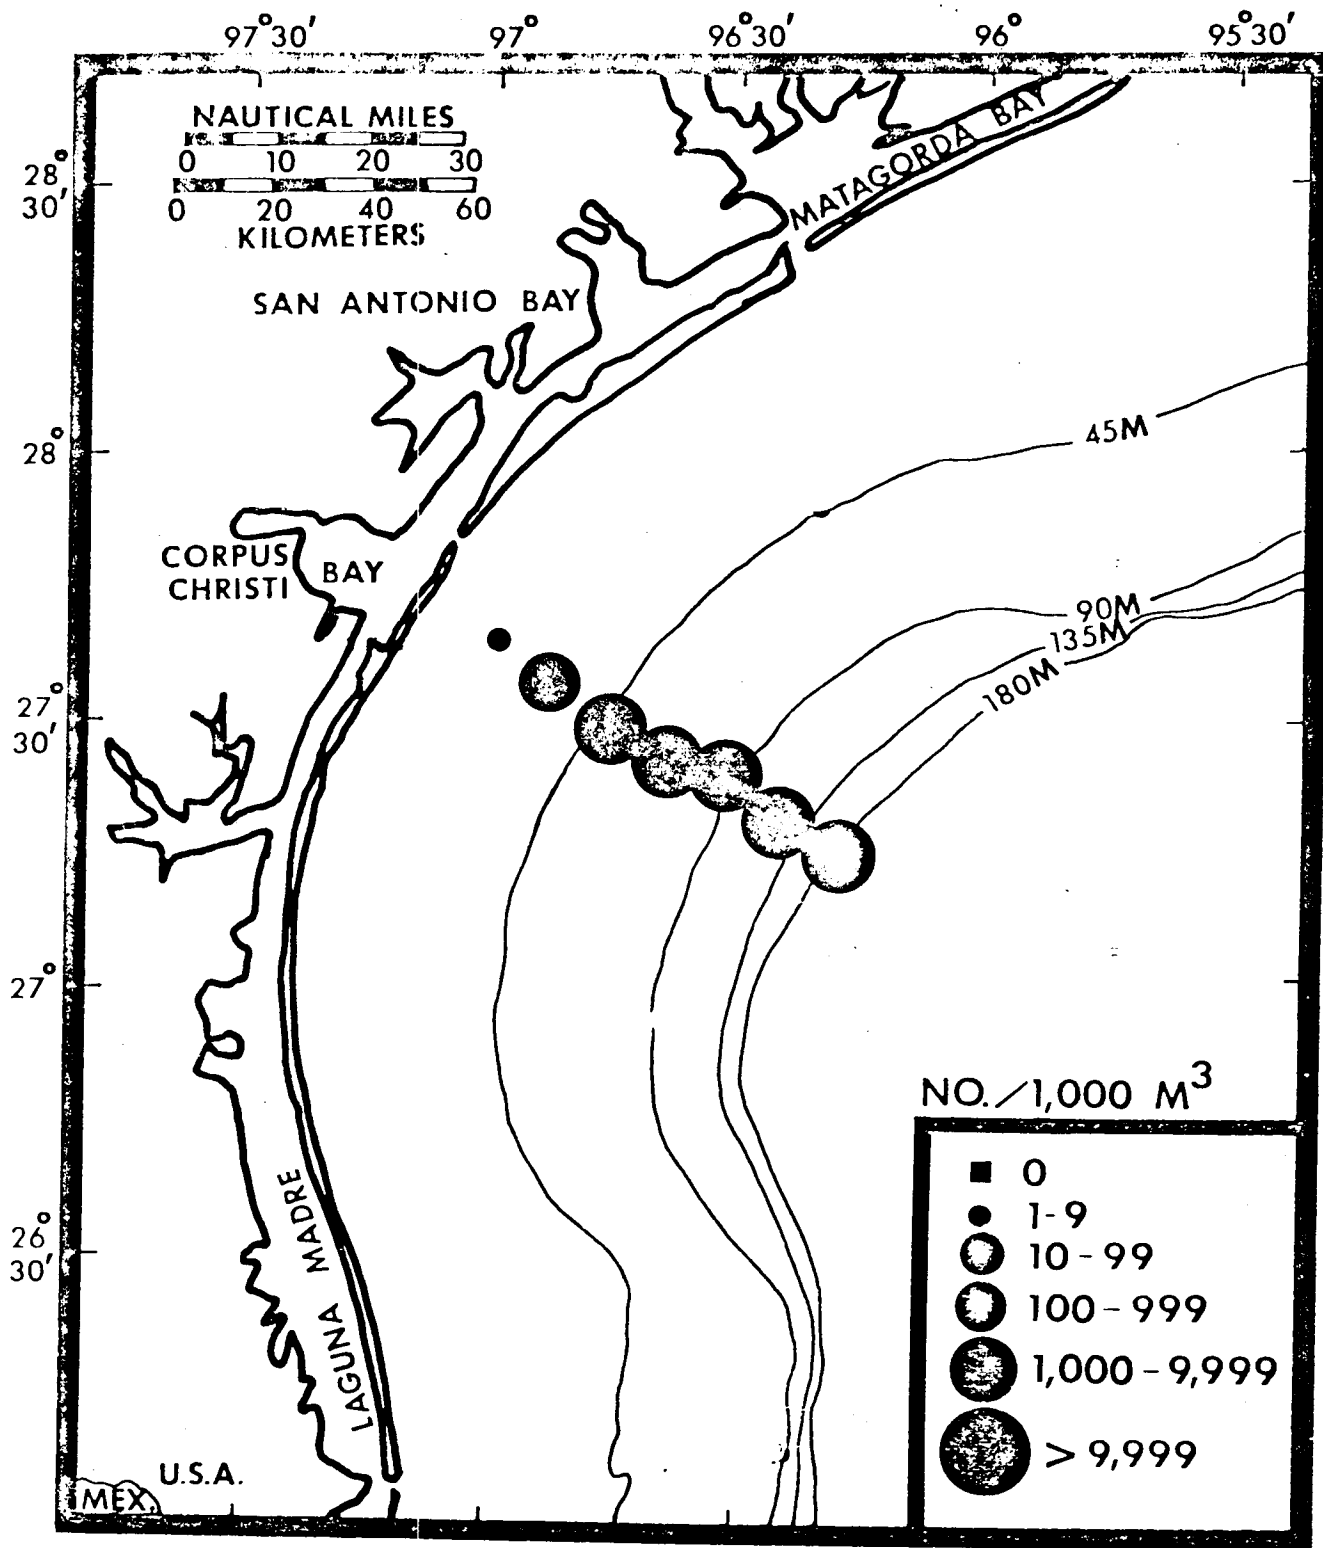 97°30′ 97° 96°30′ 96° 95°30′
NAUTICAL MILES
0 10 20 30
0 20 40 60
KILOMETERS
28°
30′
MATAGORDA BAY
SAN ANTONIO BAY
28°
45M
CORPUS
CHRISTI
BAY
90M
135M
180M
27°
30′
27°
NO./1,000 M³
0
1-9
10-99
100-999
1,000-9,999
> 9,999
26°
30′
LAGUNA MADRE
U.S.A.
MEX.